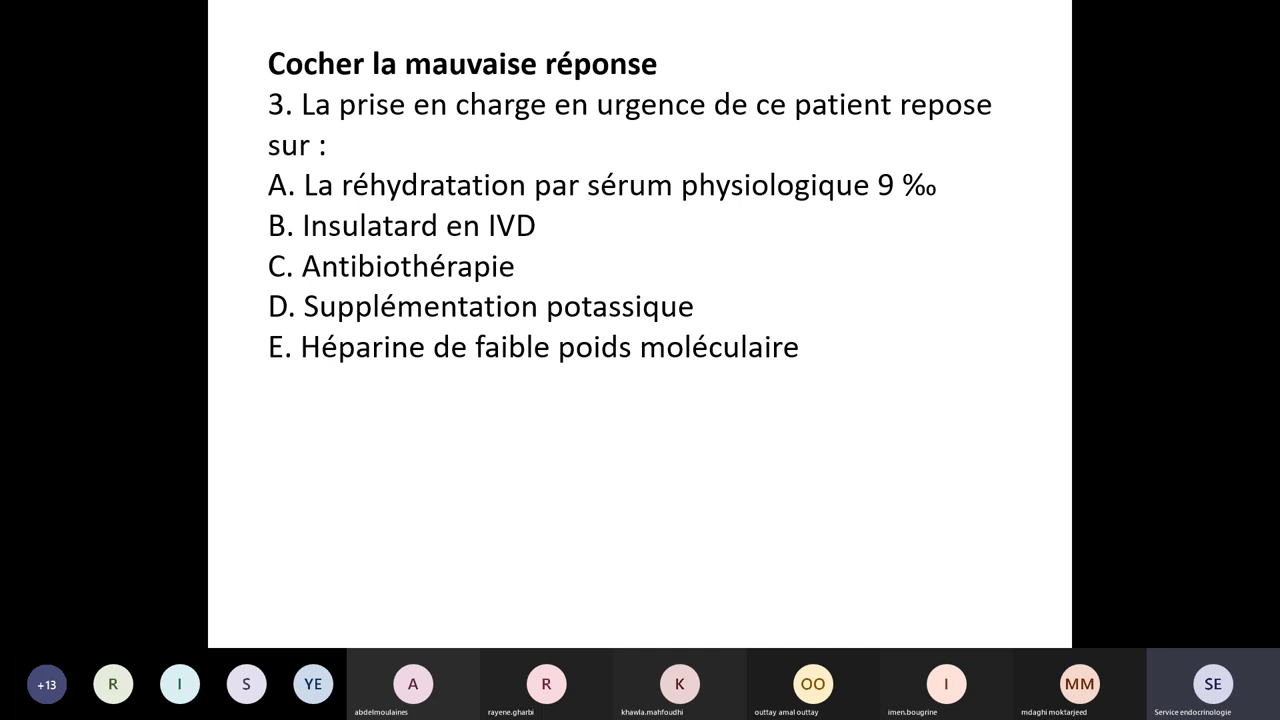 Cocher la mauvaise réponse
3. La prise en charge en urgence de ce patient repose
sur :
A. La réhydratation par sérum physiologique 9 ‰
B. Insulatard en IVD
C. Antibiothérapie
D. Supplémentation potassique
E. Héparine de faible poids moléculaire
+13 R I S YE A R K OO I MM SE
abdelmoulaines rayene.gharbi khawla.mahfoudhi outtay amal outtay imen.bougrine mdaghi moktarjeed Service endocrinologie